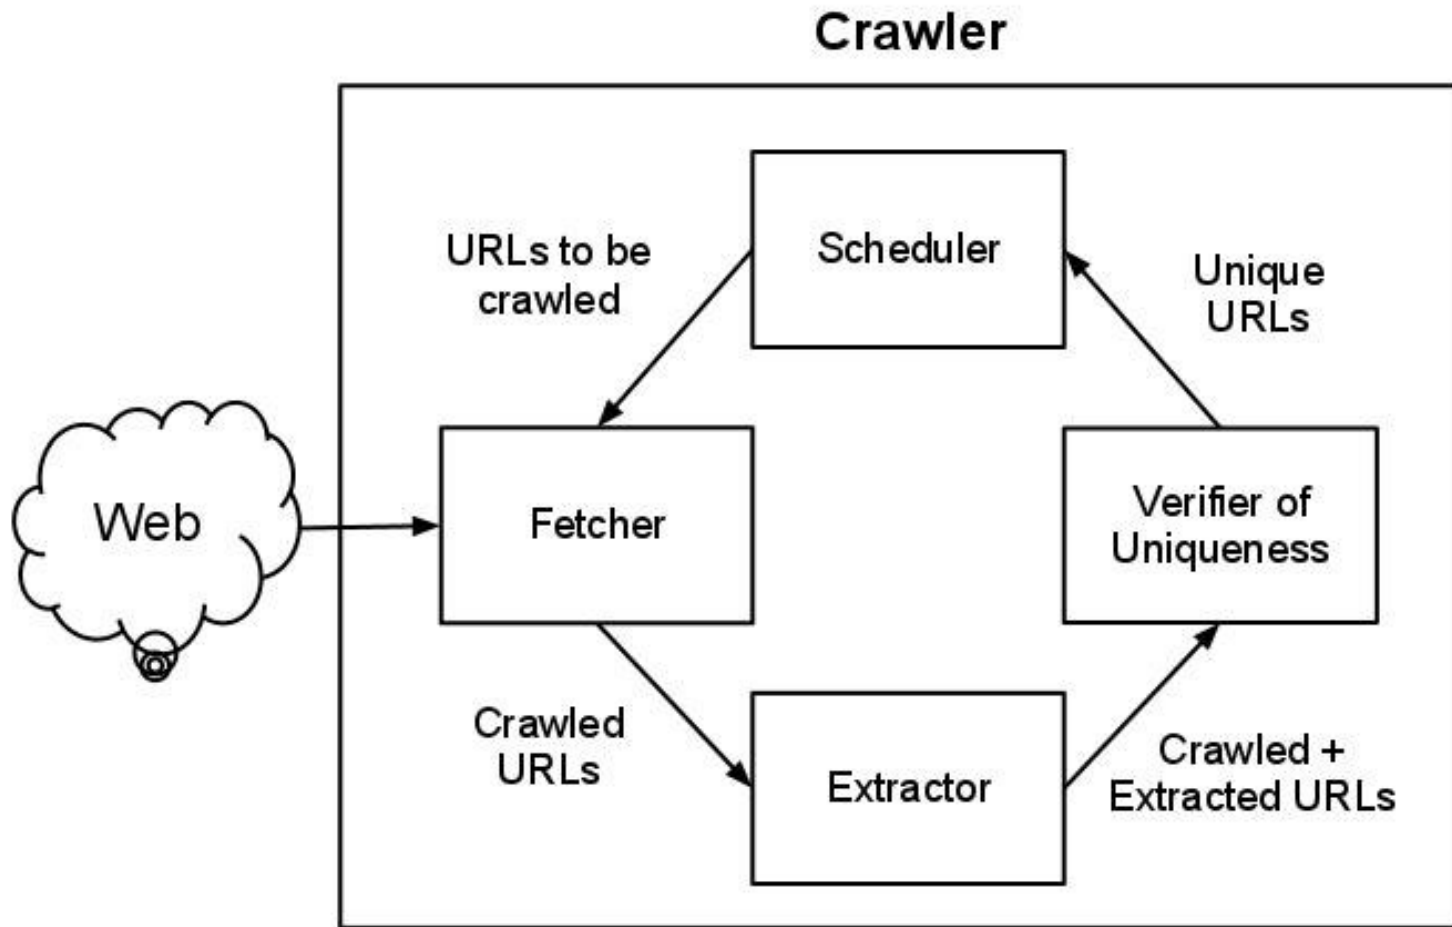 Crawler
Scheduler
URLs to be
crawled
Unique
URLs
Web
Fetcher
Verifier of
Uniqueness
Crawled
URLs
Extractor
Crawled +
Extracted URLs